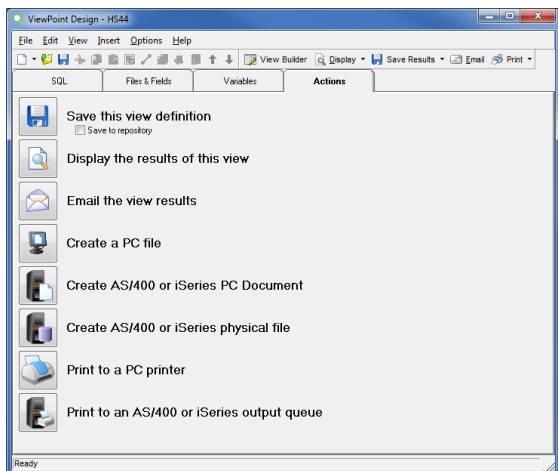 ViewPoint Design - HS44
File Edit View Insert Options Help
View Builder Display Save Results Email Print
SQL Files & Fields Variables Actions
Save this view definition
Save to repository
Display the results of this view
Email the view results
Create a PC file
Create AS/400 or iSeries PC Document
Create AS/400 or iSeries physical file
Print to a PC printer
Print to an AS/400 or iSeries output queue
Ready